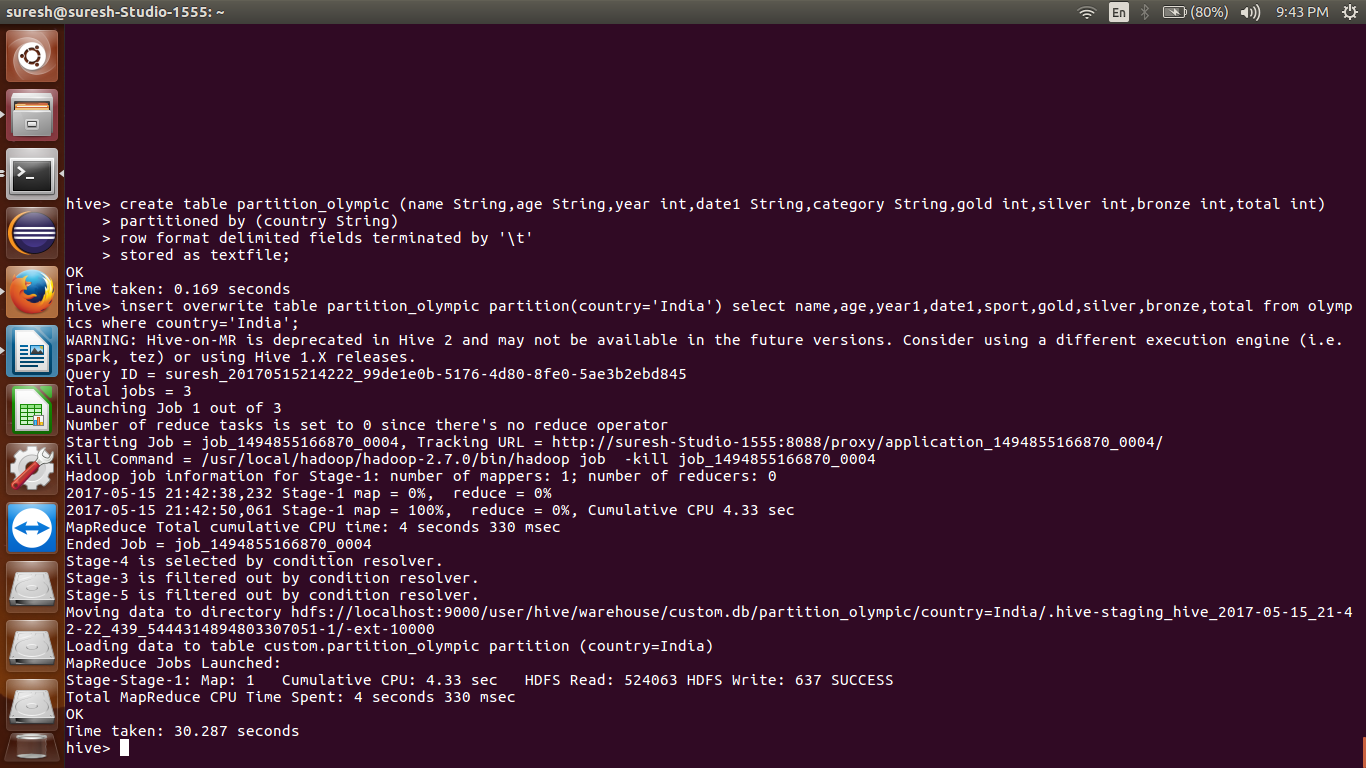 suresh@suresh-Studio-1555: ~
En
(80%)
9:43 PM
hive> create table partition_olympic (name String,age String,year int,date1 String,category String,gold int,silver int,bronze int,total int)
    > partitioned by (country String)
    > row format delimited fields terminated by '\t'
    > stored as textfile;
OK
Time taken: 0.169 seconds
hive> insert overwrite table partition_olympic partition(country='India') select name,age,year1,date1,sport,gold,silver,bronze,total from olymp
ics where country='India';
WARNING: Hive-on-MR is deprecated in Hive 2 and may not be available in the future versions. Consider using a different execution engine (i.e.
spark, tez) or using Hive 1.X releases.
Query ID = suresh_20170515214222_99de1e0b-5176-4d80-8fe0-5ae3b2ebd845
Total jobs = 3
Launching Job 1 out of 3
Number of reduce tasks is set to 0 since there's no reduce operator
Starting Job = job_1494855166870_0004, Tracking URL = http://suresh-Studio-1555:8088/proxy/application_1494855166870_0004/
Kill Command = /usr/local/hadoop/hadoop-2.7.0/bin/hadoop job  -kill job_1494855166870_0004
Hadoop job information for Stage-1: number of mappers: 1; number of reducers: 0
2017-05-15 21:42:38,232 Stage-1 map = 0%,  reduce = 0%
2017-05-15 21:42:50,061 Stage-1 map = 100%,  reduce = 0%, Cumulative CPU 4.33 sec
MapReduce Total cumulative CPU time: 4 seconds 330 msec
Ended Job = job_1494855166870_0004
Stage-4 is selected by condition resolver.
Stage-3 is filtered out by condition resolver.
Stage-5 is filtered out by condition resolver.
Moving data to directory hdfs://localhost:9000/user/hive/warehouse/custom.db/partition_olympic/country=India/.hive-staging_hive_2017-05-15_21-4
2-22_439_5444314894803307051-1/-ext-10000
Loading data to table custom.partition_olympic partition (country=India)
MapReduce Jobs Launched:
Stage-Stage-1: Map: 1   Cumulative CPU: 4.33 sec   HDFS Read: 524063 HDFS Write: 637 SUCCESS
Total MapReduce CPU Time Spent: 4 seconds 330 msec
OK
Time taken: 30.287 seconds
hive>